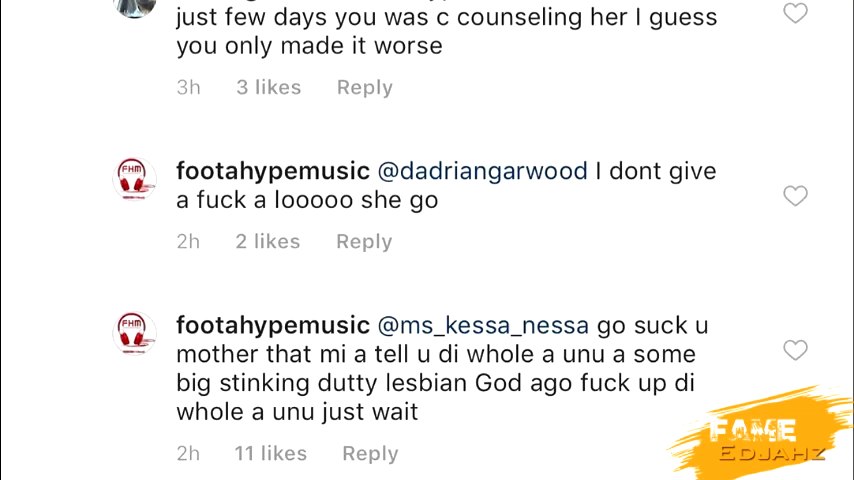 just few days you was c counseling her I guess
you only made it worse
3h 3 likes Reply
FHM
footahypemusic @dadriangarwood I dont give
a fuck a looooo she go
2h 2 likes Reply
FHM
footahypemusic @ms_kessa_nessa go suck u
mother that mi a tell u di whole a unu a some
big stinking dutty lesbian God ago fuck up di
whole a unu just wait
2h 11 likes Reply
FAME
EDJAHZ